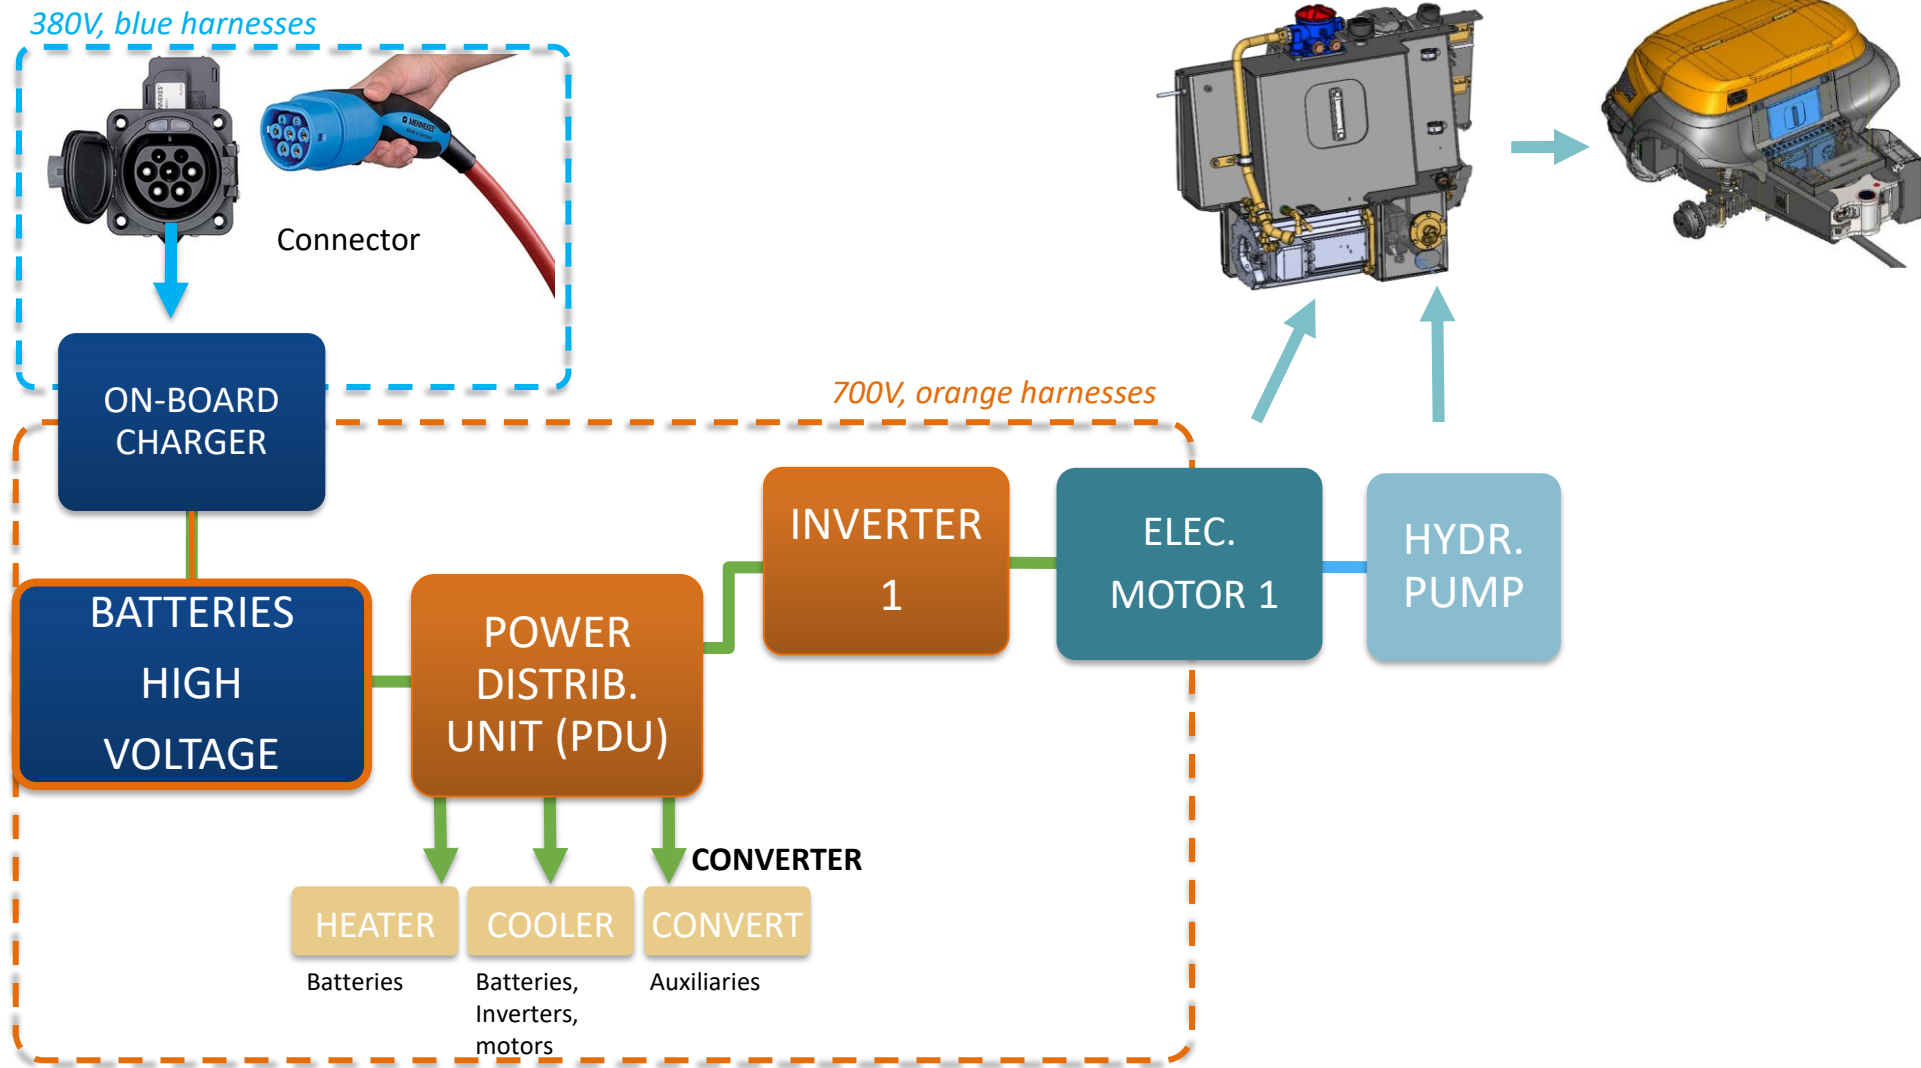 380V, blue harnesses
MENNEKES
Connector
ON-BOARD
CHARGER
700V, orange harnesses
BATTERIES
HIGH
VOLTAGE
POWER
DISTRIB.
UNIT (PDU)
INVERTER
1
ELEC.
MOTOR 1
HYDR.
PUMP
CONVERTER
HEATER
COOLER
CONVERT
Batteries
Batteries,
Inverters,
motors
Auxiliaries